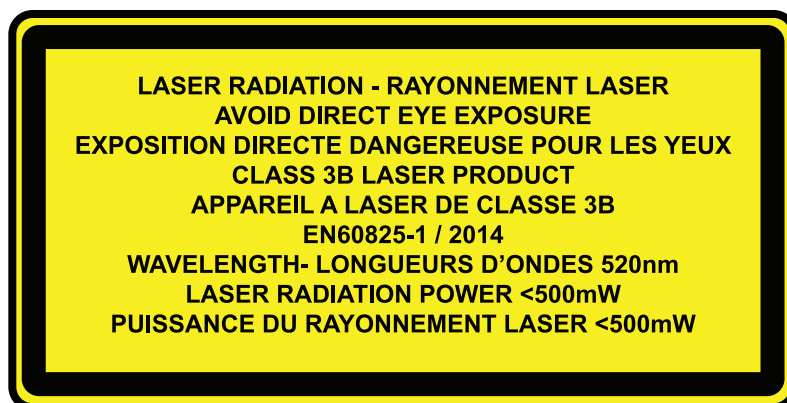 LASER RADIATION - RAYONNEMENT LASER
AVOID DIRECT EYE EXPOSURE
EXPOSITION DIRECTE DANGEREUSE POUR LES YEUX
CLASS 3B LASER PRODUCT
APPAREIL A LASER DE CLASSE 3B
EN60825-1 / 2014
WAVELENGTH- LONGUEURS D’ONDES 520nm
LASER RADIATION POWER <500mW
PUISSANCE DU RAYONNEMENT LASER <500mW